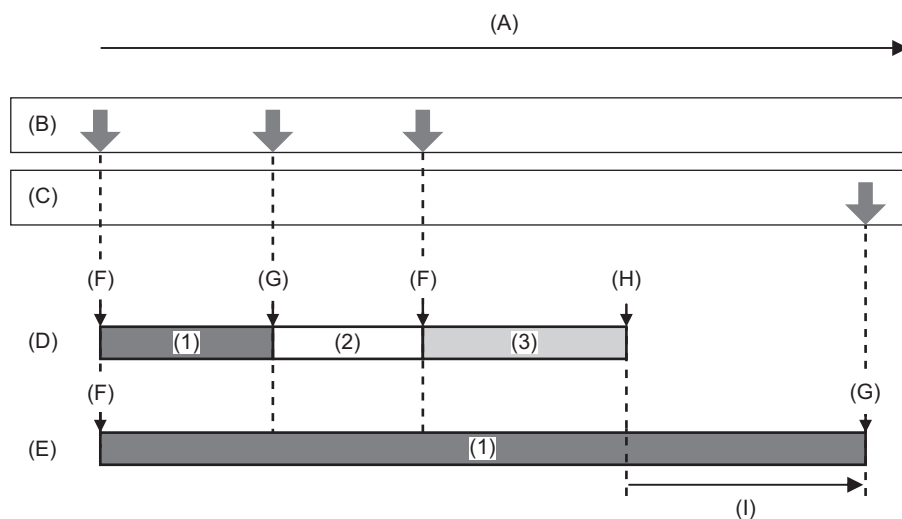 (A)
(B)
(C)
(F) (G) (F) (H)
(D) (1) (2) (3)
(F) (G)
(E) (1)
(I)